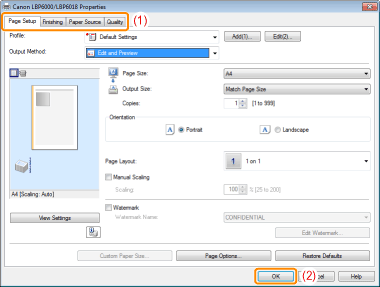 Canon LBP6000/LBP6018 Properties
Page Setup Finishing Paper Source Quality (1)
Profile: Default Settings Add(1)... Edit(2)...
Output Method: Edit and Preview
Page Size: A4
Output Size: Match Page Size
Copies: 1 [1 to 999]
Orientation
A Portrait A Landscape
Page Layout: 1 1 on 1
Manual Scaling
A4 [Scaling: Auto] Scaling: 100 % [25 to 200]
View Settings Watermark
Watermark Name: CONFIDENTIAL
Edit Watermark...
Custom Paper Size... Page Options... Restore Defaults
OK (2) cel Help